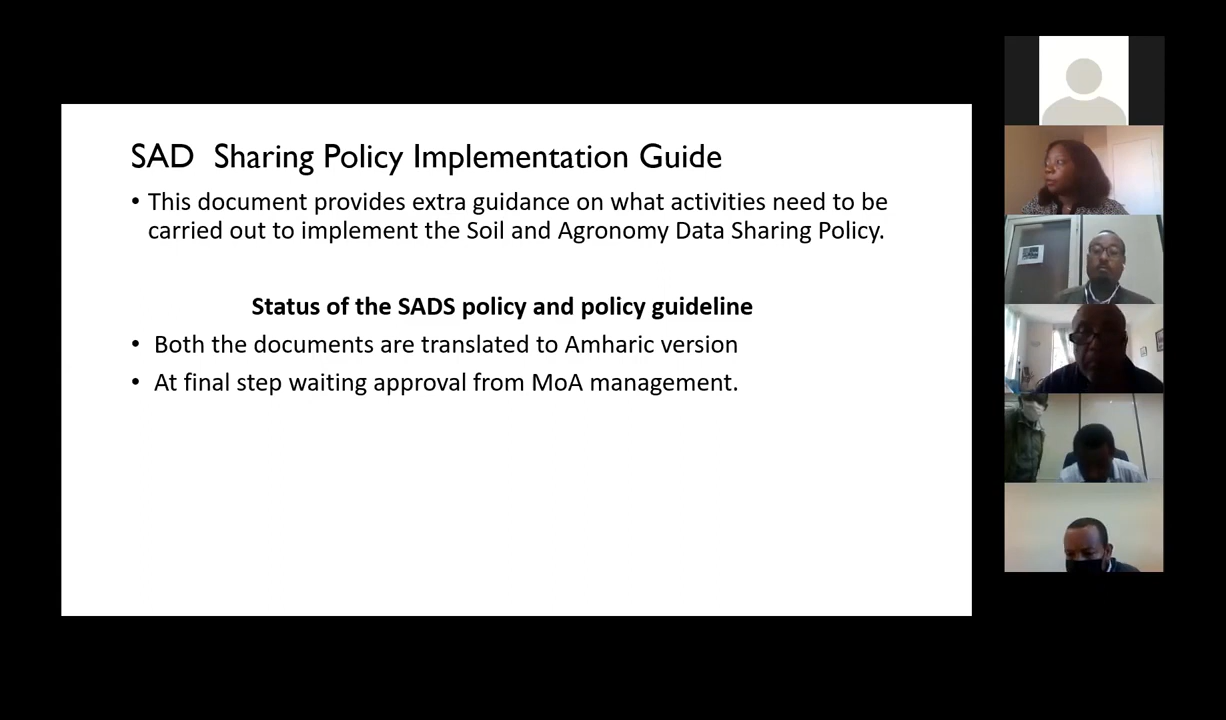 SAD  Sharing Policy Implementation Guide
• This document provides extra guidance on what activities need to be
carried out to implement the Soil and Agronomy Data Sharing Policy.
Status of the SADS policy and policy guideline
• Both the documents are translated to Amharic version
• At final step waiting approval from MoA management.